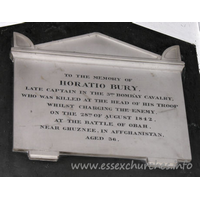 TO THE MEMORY OF
HORATIO BURY,
LATE CAPTAIN IN THE 3RD BOMBAY CAVALRY,
WHO WAS KILLED AT THE HEAD OF HIS TROOP
WHILST CHARGING THE ENEMY
ON THE 28TH OF AUGUST 1842,
AT THE BATTLE OF OBAH
NEAR GHUZNEE, IN AFFGHANISTAN,
AGED 36.
www.essexchurches.info